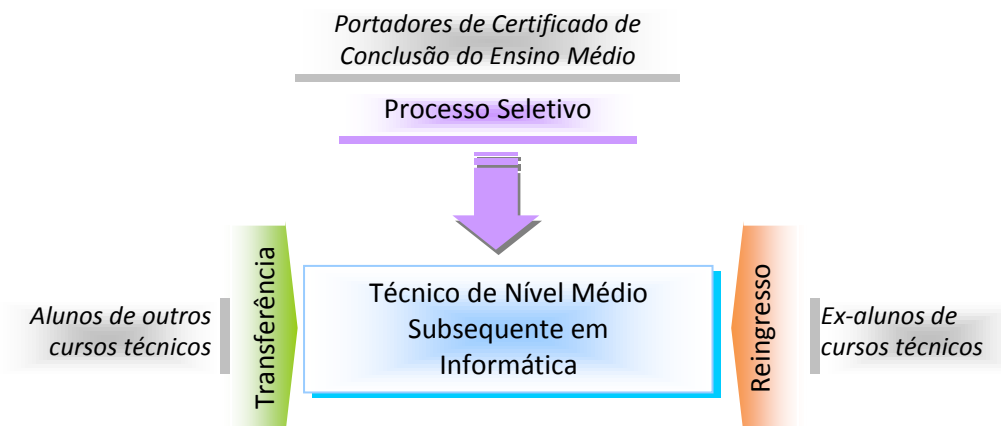 Portadores de Certificado de
Conclusão do Ensino Médio
Processo Seletivo
Alunos de outros
cursos técnicos
Transferência
Técnico de Nível Médio
Subsequente em
Informática
Reingresso
Ex-alunos de
cursos técnicos